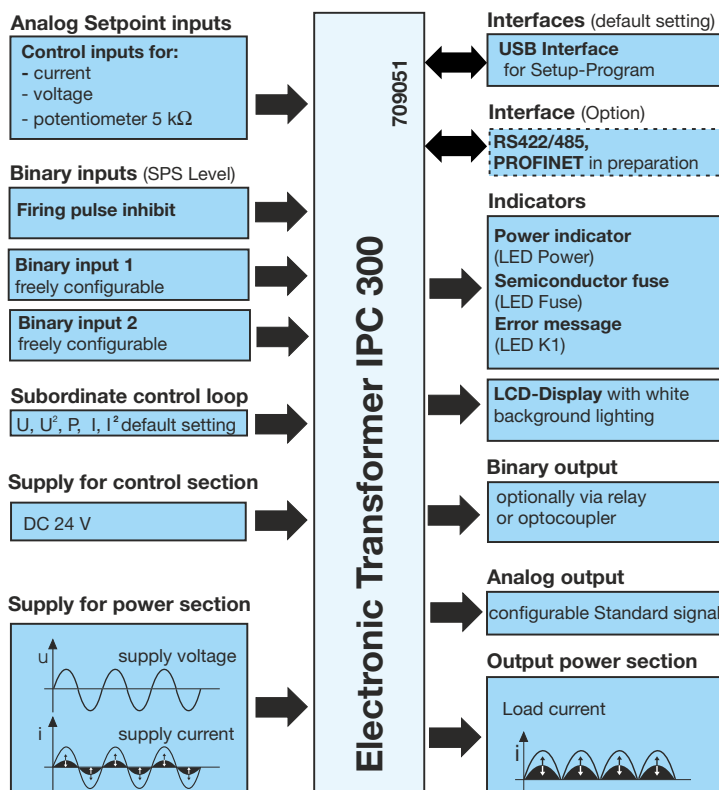 Analog Setpoint inputs
Control inputs for:
- current
- voltage
- potentiometer 5 kΩ
Binary inputs (SPS Level)
Firing pulse inhibit
Binary input 1
freely configurable
Binary input 2
freely configurable
Subordinate control loop
U, U², P, I, I² default setting
Supply for control section
DC 24 V
Supply for power section
u
supply voltage
i
supply current
Electronic Transformer IPC 300
709051
Interfaces (default setting)
USB Interface
for Setup-Program
Interface (Option)
RS422/485,
PROFINET in preparation
Indicators
Power indicator
(LED Power)
Semiconductor fuse
(LED Fuse)
Error message
(LED K1)
LCD-Display with white
background lighting
Binary output
optionally via relay
or optocoupler
Analog output
configurable Standard signal
Output power section
Load current
i